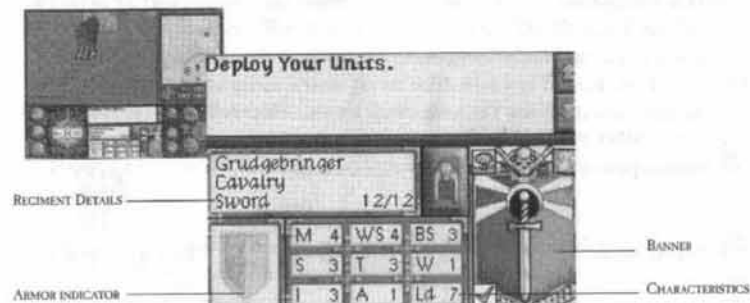 Deploy Your Units.
Grudgebringer
Cavalry
Sword 12/12
REGIMENT DETAILS
M 4 WS 4 BS 3
S 3 T 3 W 1
I 3 A 1 Ld 7
BANNER
ARMOR INDICATOR
CHARACTERISTICS